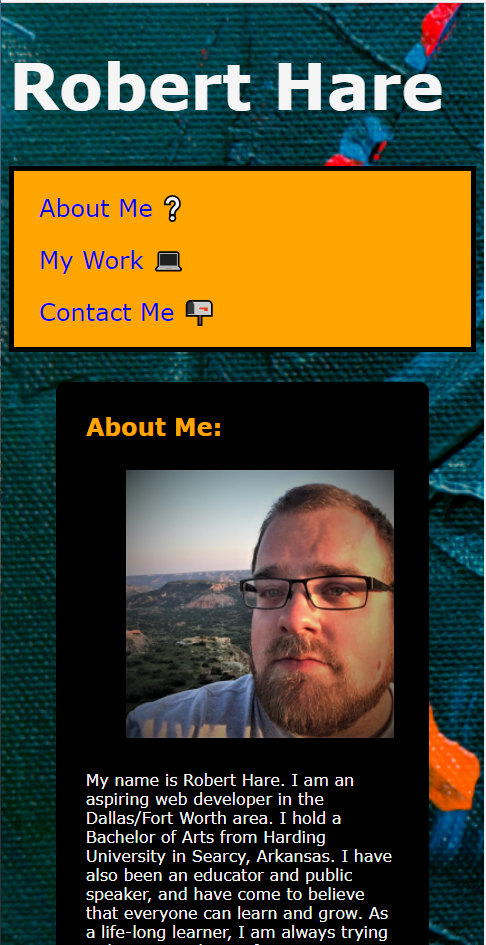 Robert Hare
About Me ❔
My Work 💻
Contact Me 📭
About Me:
My name is Robert Hare. I am an
aspiring web developer in the
Dallas/Fort Worth area. I hold a
Bachelor of Arts from Harding
University in Searcy, Arkansas. I have
also been an educator and public
speaker, and have come to believe
that everyone can learn and grow. As
a life-long learner, I am always trying